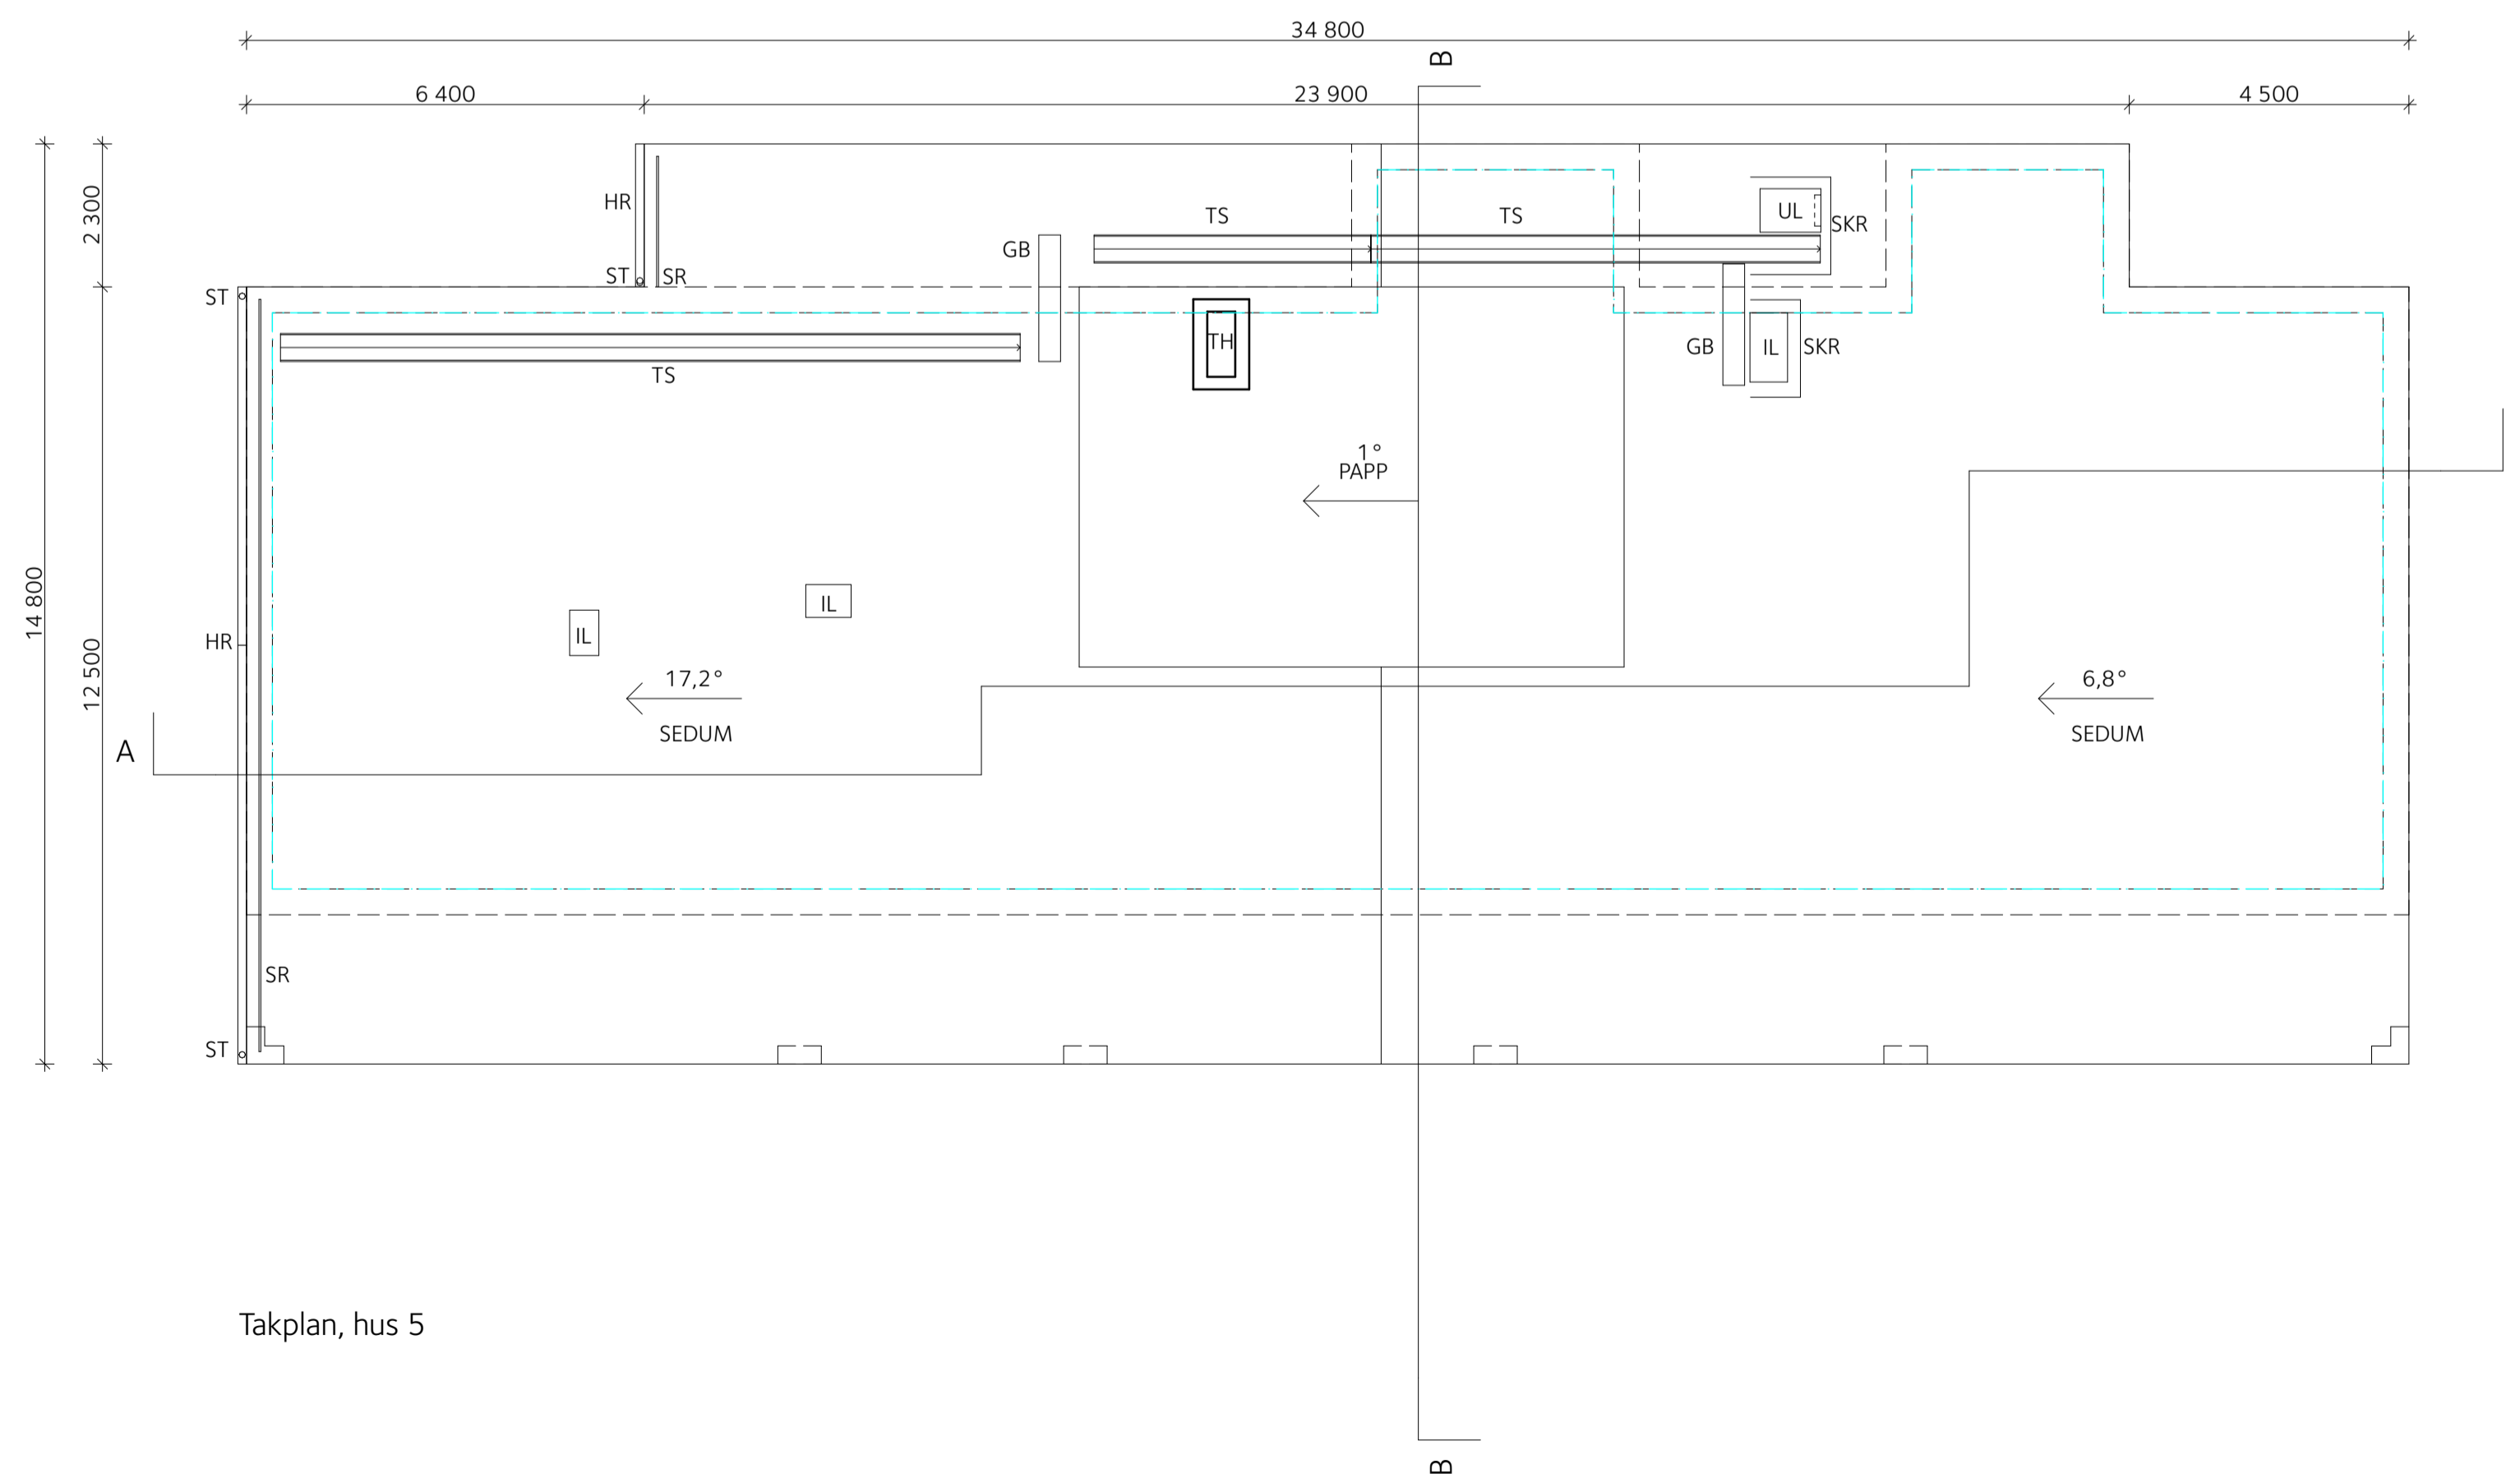 34 800
B
6 400
23 900
4 500
2 300
HR
TS
TS
UL
SKR
GB
ST
SR
ST
TH
GB
IL
SKR
TS
1°
PAPP
14 800
12 500
IL
IL
HR
17,2°
6,8°
SEDUM
SEDUM
A
SR
ST
Takplan, hus 5
B